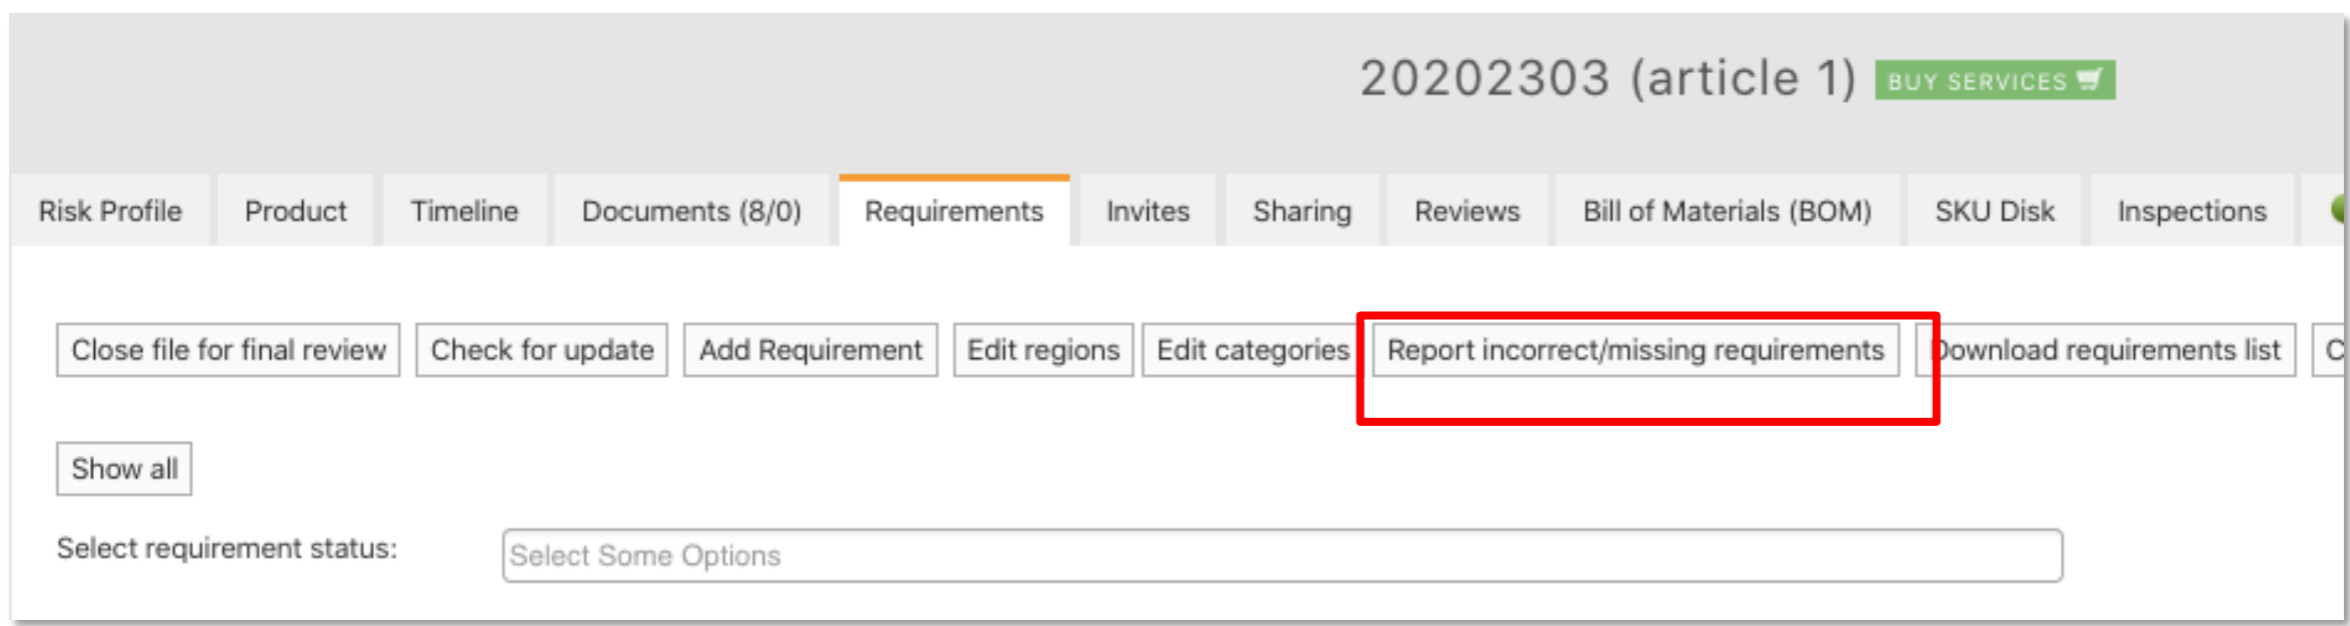 20202303 (article 1) BUY SERVICES
Risk Profile Product Timeline Documents (8/0) Requirements Invites Sharing Reviews Bill of Materials (BOM) SKU Disk Inspections
Close file for final review Check for update Add Requirement Edit regions Edit categories Report incorrect/missing requirements Download requirements list
Show all
Select requirement status: Select Some Options